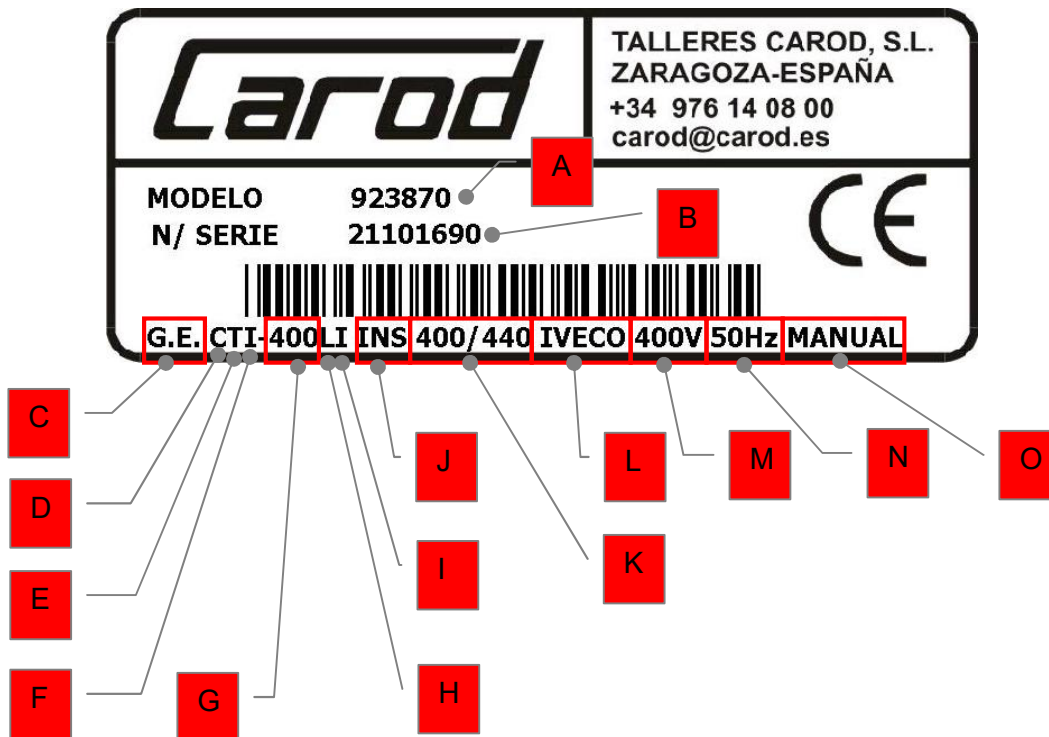 Carod
TALLERES CAROD, S.L.
ZARAGOZA-ESPAÑA
+34 976 14 08 00
carod@carod.es
A
MODELO 923870
B
N/ SERIE 21101690
CE
G.E. CTI-400LI INS 400/440 IVECO 400V 50Hz MANUAL
C
J
L
M
N
O
D
I
K
E
F
G
H